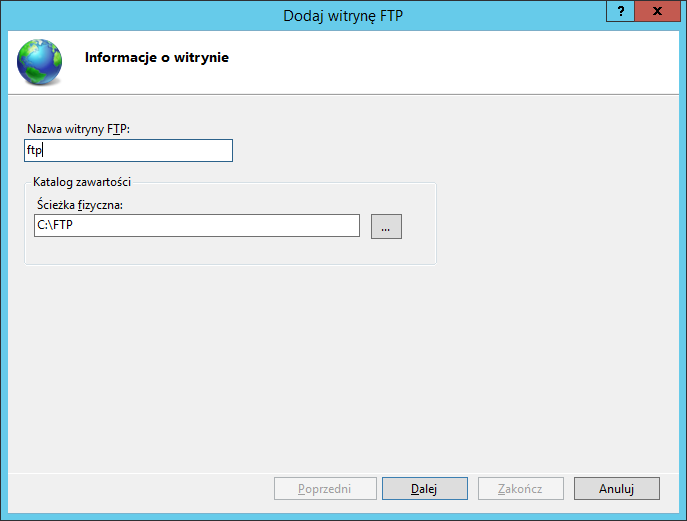 Dodaj witrynę FTP
? x
Informacje o witrynie
Nazwa witryny FTP:
ftp
Katalog zawartości
Ścieżka fizyczna:
C:\FTP
...
Poprzedni Dalej Zakończ Anuluj